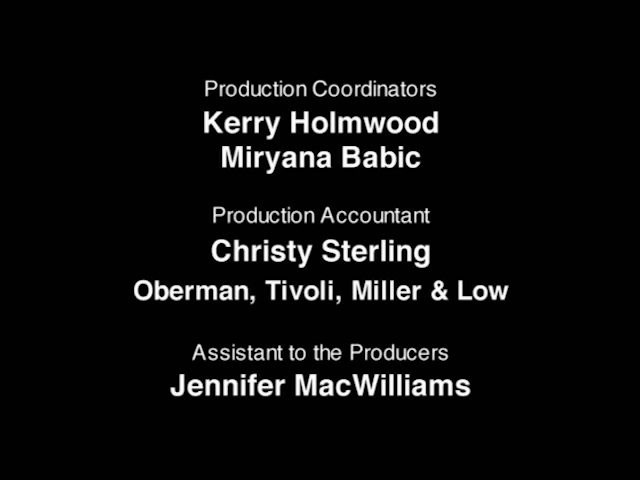 Production Coordinators
Kerry Holmwood
Miryana Babic
Production Accountant
Christy Sterling
Oberman, Tivoli, Miller & Low
Assistant to the Producers
Jennifer MacWilliams